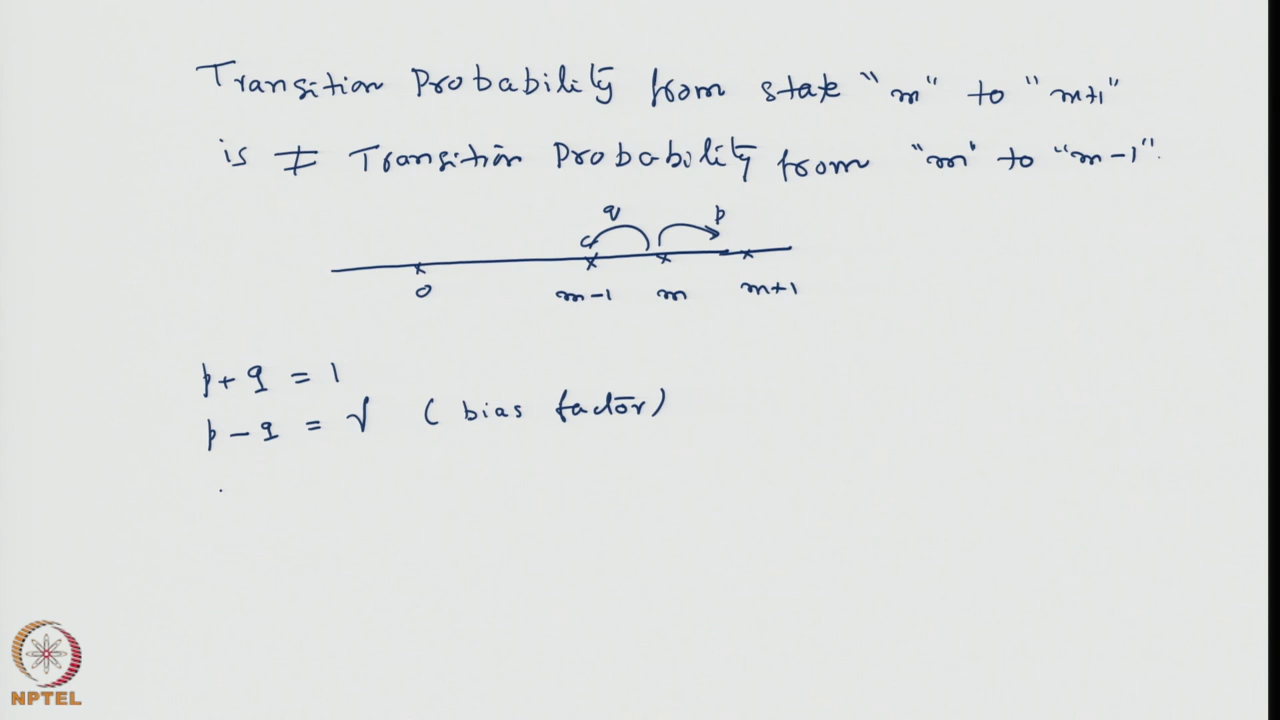 Transition Probability from state "m" to "m+1"
is ≠ Transition Probability from "m" to "m-1".
q p
0 m-1 m m+1
p + q = 1
p - q = r (bias factor)
NPTEL